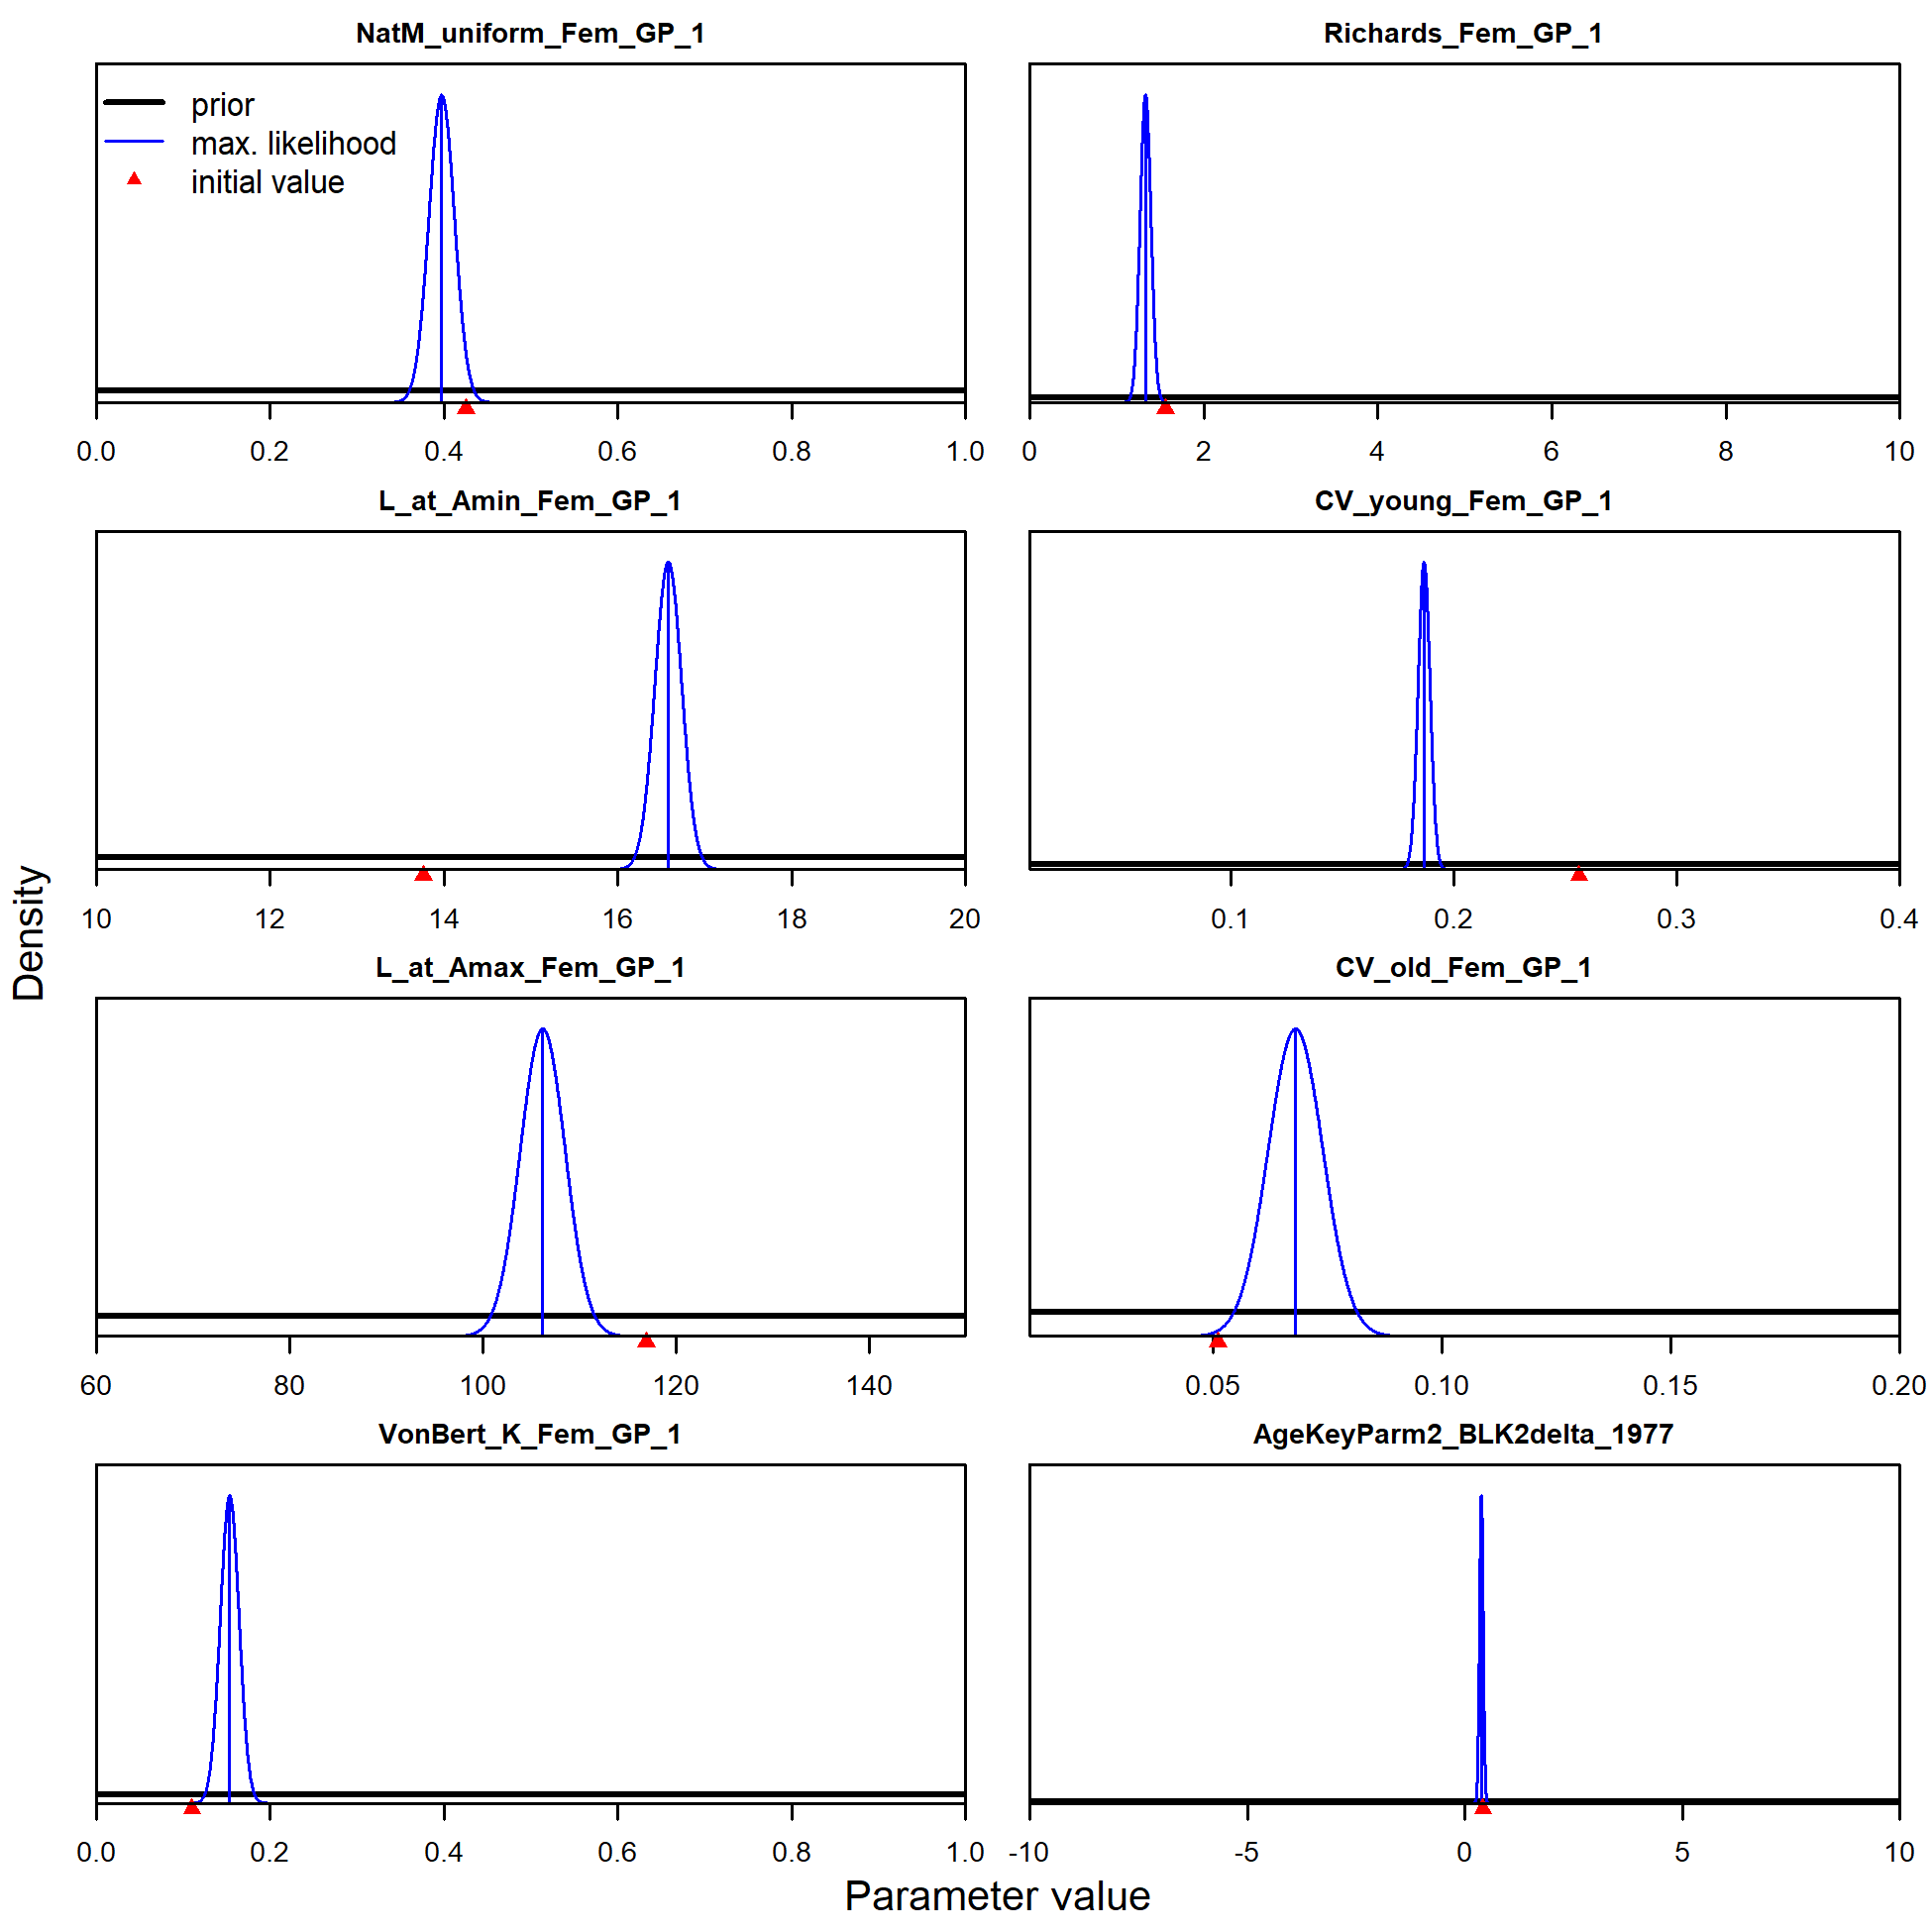 NatM_uniform_Fem_GP_1
prior
max. likelihood
initial value
0.0 0.2 0.4 0.6 0.8 1.0
Richards_Fem_GP_1
0 2 4 6 8 10
L_at_Amin_Fem_GP_1
10 12 14 16 18 20
CV_young_Fem_GP_1
0.1 0.2 0.3 0.4
L_at_Amax_Fem_GP_1
60 80 100 120 140
CV_old_Fem_GP_1
0.05 0.10 0.15 0.20
VonBert_K_Fem_GP_1
0.0 0.2 0.4 0.6 0.8 1.0
AgeKeyParm2_BLK2delta_1977
-10 -5 0 5 10
Density
Parameter value